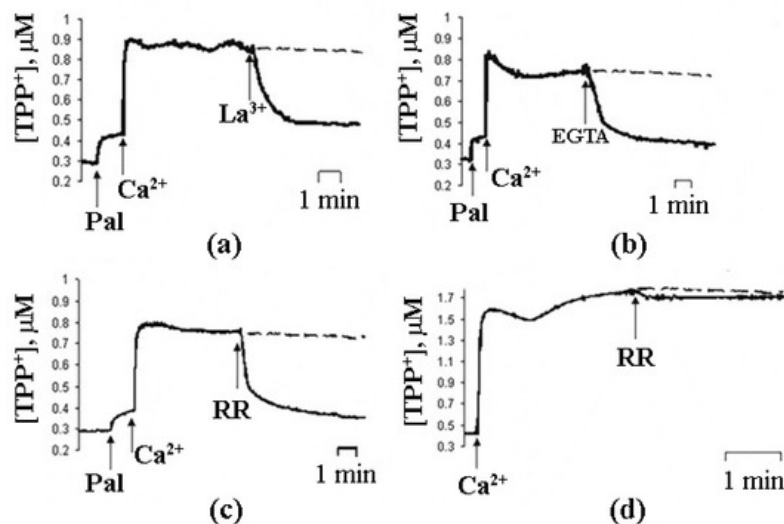 [TPP⁺], μM
1
0.9
0.8
0.7
0.6
0.5
0.4
0.3
0.2
La³⁺
Ca²⁺
Pal
1 min
(a)
[TPP⁺], μM
1
0.9
0.8
0.7
0.6
0.5
0.4
0.3
0.2
EGTA
Ca²⁺
Pal
1 min
(b)
[TPP⁺], μM
1
0.9
0.8
0.7
0.6
0.5
0.4
0.3
0.2
RR
Ca²⁺
Pal
1 min
(c)
[TPP⁺], μM
1.7
1.5
1.3
1.1
0.9
0.7
0.5
0.3
RR
Ca²⁺
1 min
(d)